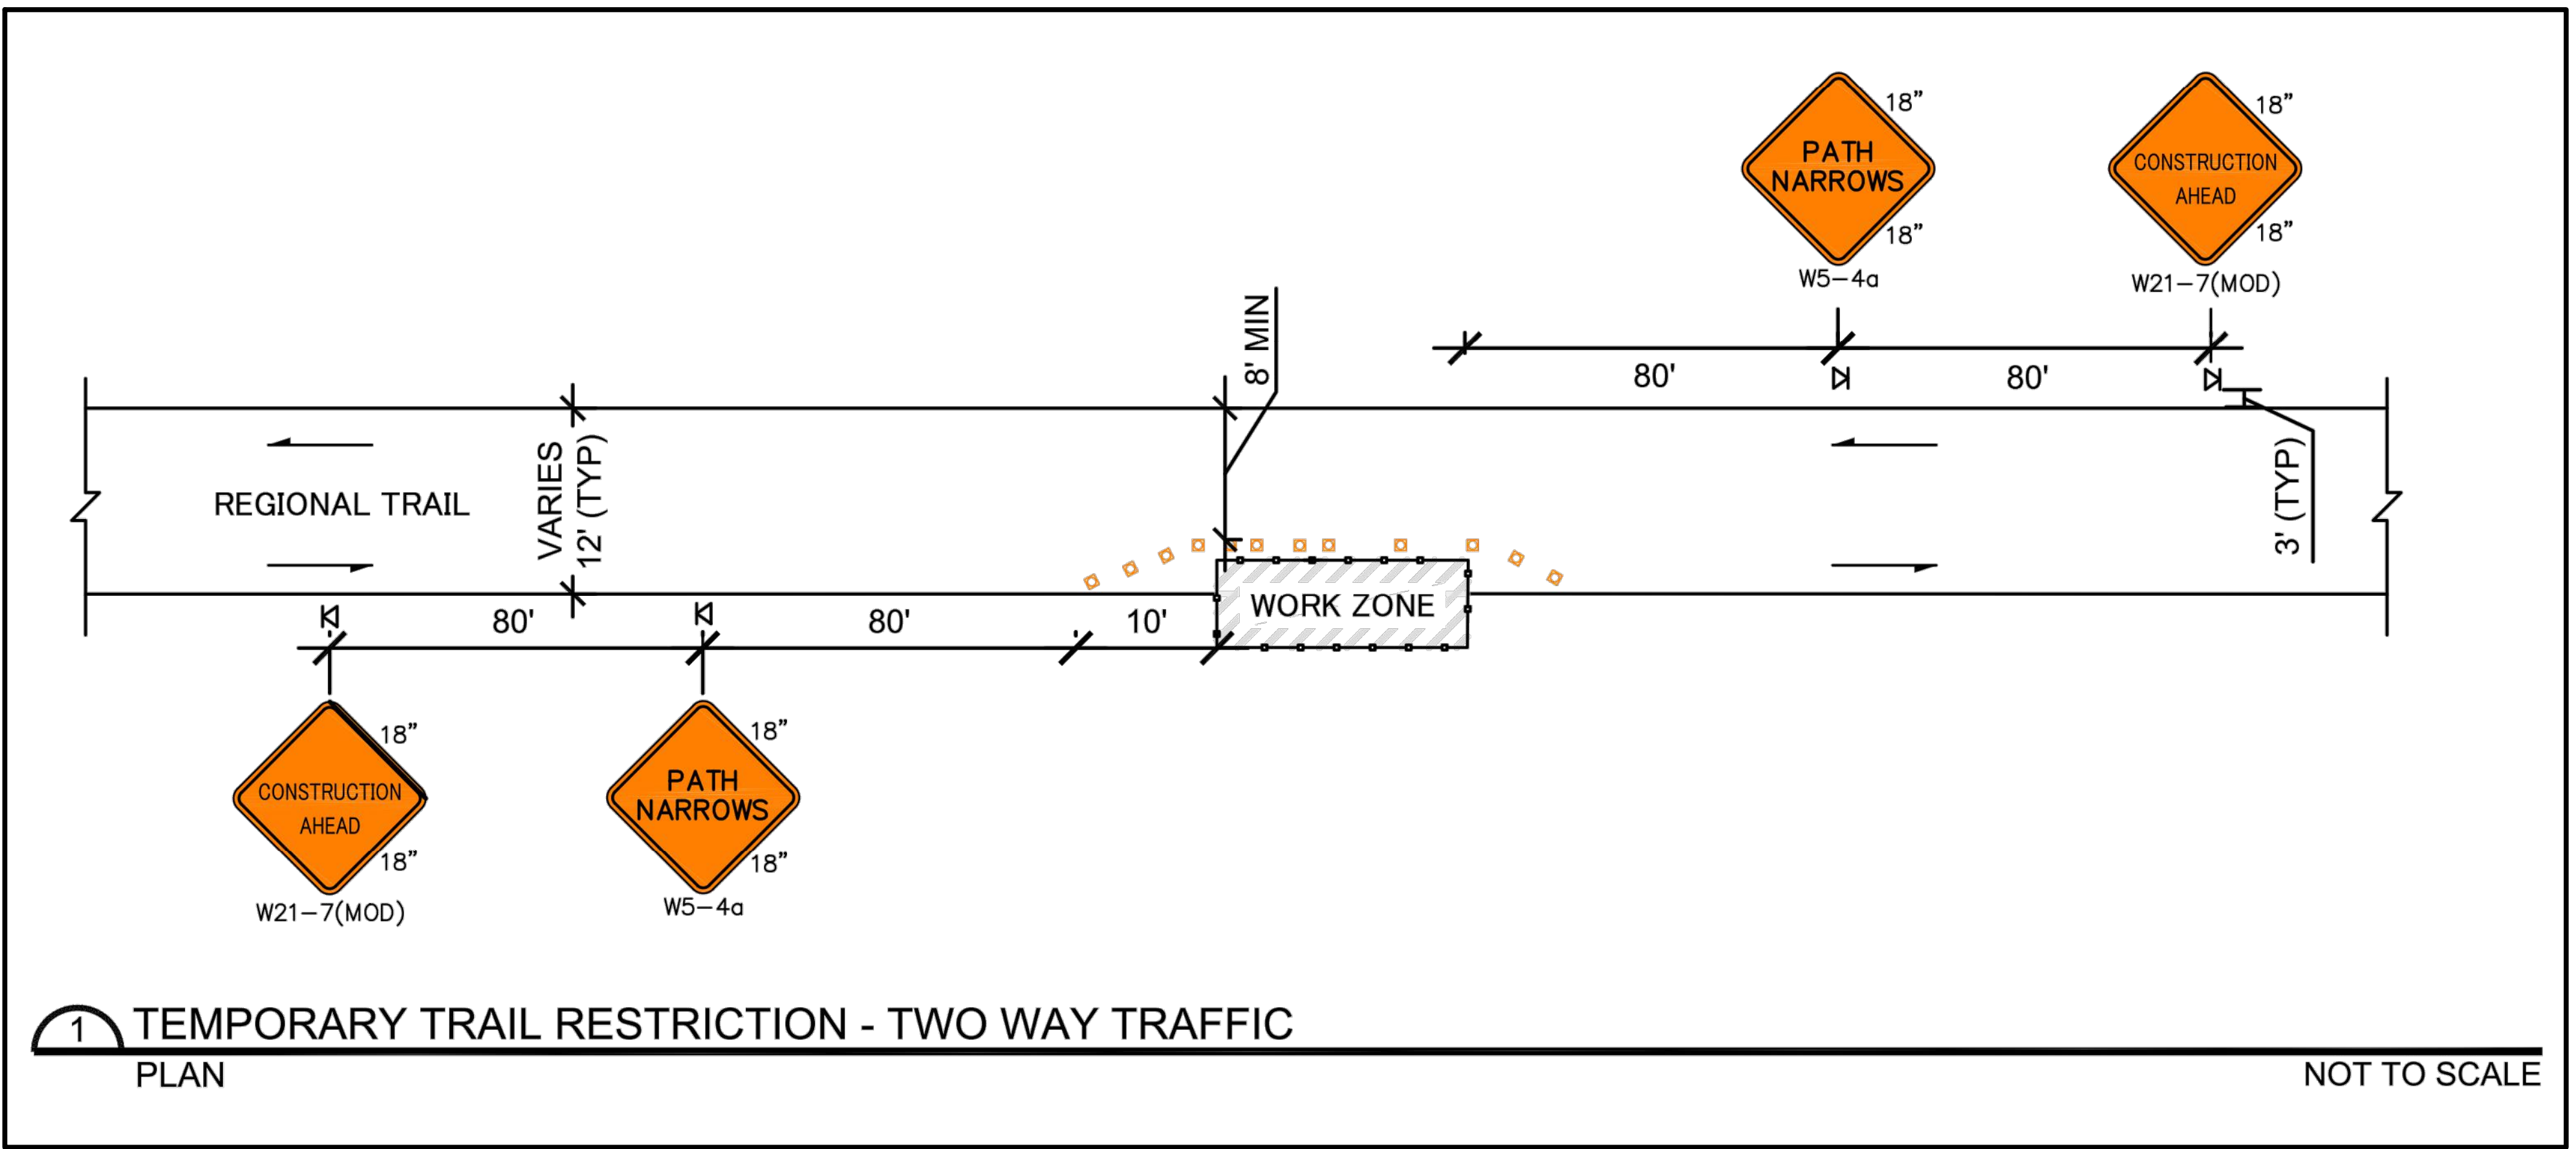 18”
PATH
NARROWS
18”
W5-4a
18”
CONSTRUCTION
AHEAD
18”
W21-7(MOD)
8' MIN
80'
80'
REGIONAL TRAIL
VARIES
12' (TYP)
3' (TYP)
80'
80'
10'
WORK ZONE
18”
CONSTRUCTION
AHEAD
18”
W21-7(MOD)
18”
PATH
NARROWS
18”
W5-4a
1
TEMPORARY TRAIL RESTRICTION - TWO WAY TRAFFIC
PLAN
NOT TO SCALE